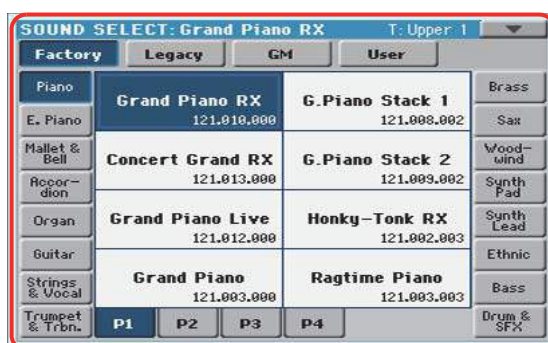 SOUND SELECT: Grand Piano RX T: Upper 1
Factory Legacy GM User
Piano
E. Piano
Mallet &
Bell
Accor-
dion
Organ
Guitar
Strings
& Vocal
Trumpet
& Trbn.
Grand Piano RX
121.010.000
G.Piano Stack 1
121.008.002
Concert Grand RX
121.013.000
G.Piano Stack 2
121.009.002
Grand Piano Live
121.012.000
Honky-Tonk RX
121.002.003
Grand Piano
121.003.000
Ragtime Piano
121.003.003
P1 P2 P3 P4
Brass
Sax
Wood-
wind
Synth
Pad
Synth
Lead
Ethnic
Bass
Drum &
SFX